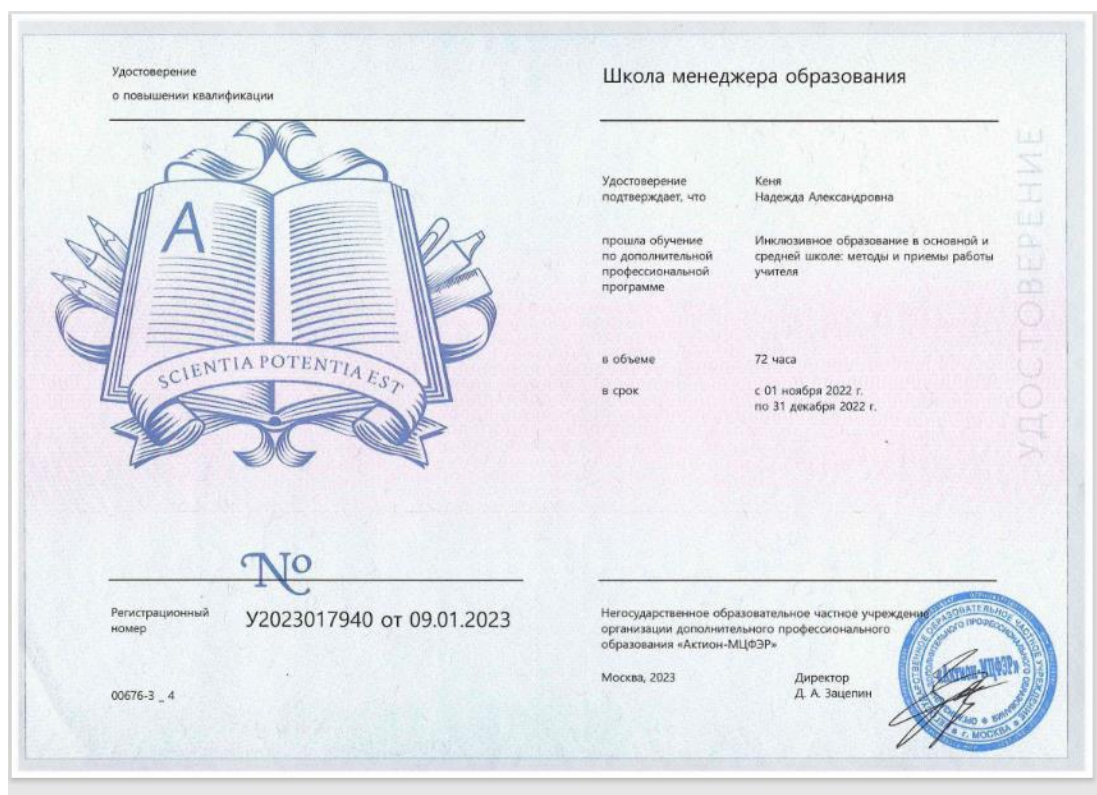 Удостоверение
о повышении квалификации
A
SCIENTIA POTENTIA EST
№
Регистрационный
номер
У2023017940 от 09.01.2023
00676-3 _ 4
Школа менеджера образования
Удостоверение
подтверждает, что
Кеня
Надежда Александровна
прошла обучение
по дополнительной
профессиональной
программе
Инклюзивное образование в основной и
средней школе: методы и приемы работы
учителя
в объеме
72 часа
в срок
с 01 ноября 2022 г.
по 31 декабря 2022 г.
УДОСТОВЕРЕНИЕ
Негосударственное образовательное частное учреждение
организации дополнительного профессионального
образования «Актион-МЦФЭР»
Москва, 2023
Директор
Д. А. Зацепин
«Актион-МЦФЭР»
г. МОСКВА